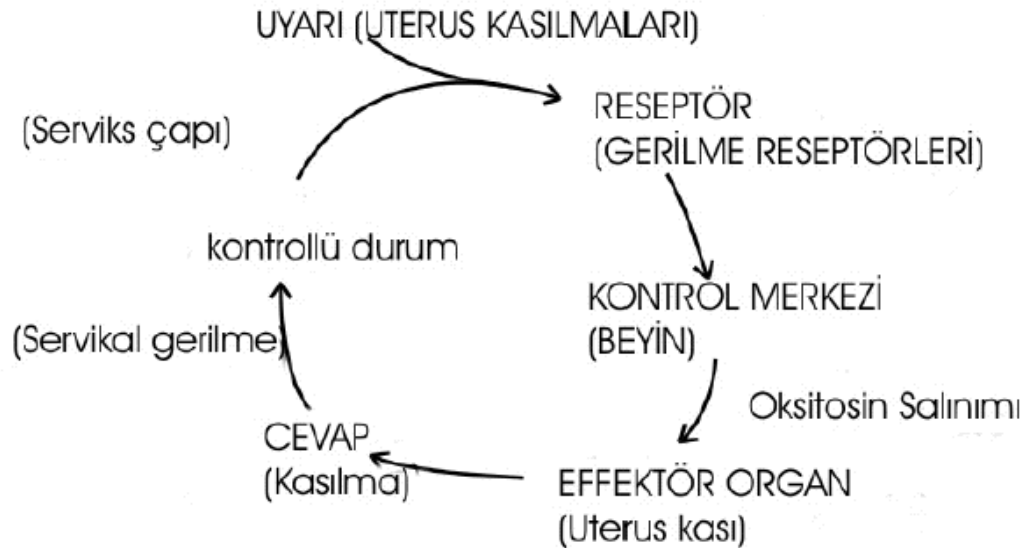 UYARI (UTERUS KASILMALARI)
RESEPTÖR
(GERİLME RESEPTÖRLERİ)
(Serviks çapı)
kontrollü durum
KONTROL MERKEZİ
(BEYİN)
(Servikal gerilme)
Oksitosin Salınımı
CEVAP
(Kasılma)
EFFEKTÖR ORGAN
(Uterus kası)